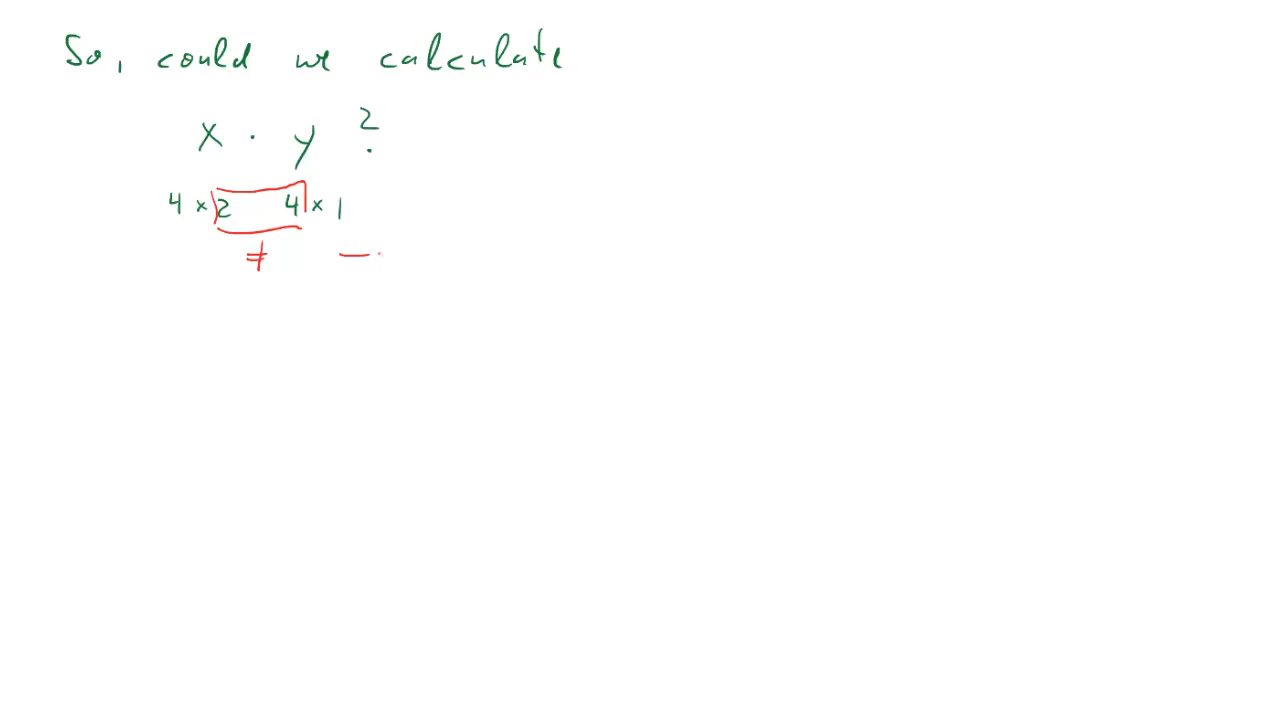 So, could we calculate
x · y ?
4 × 2 4 × 1
≠ —